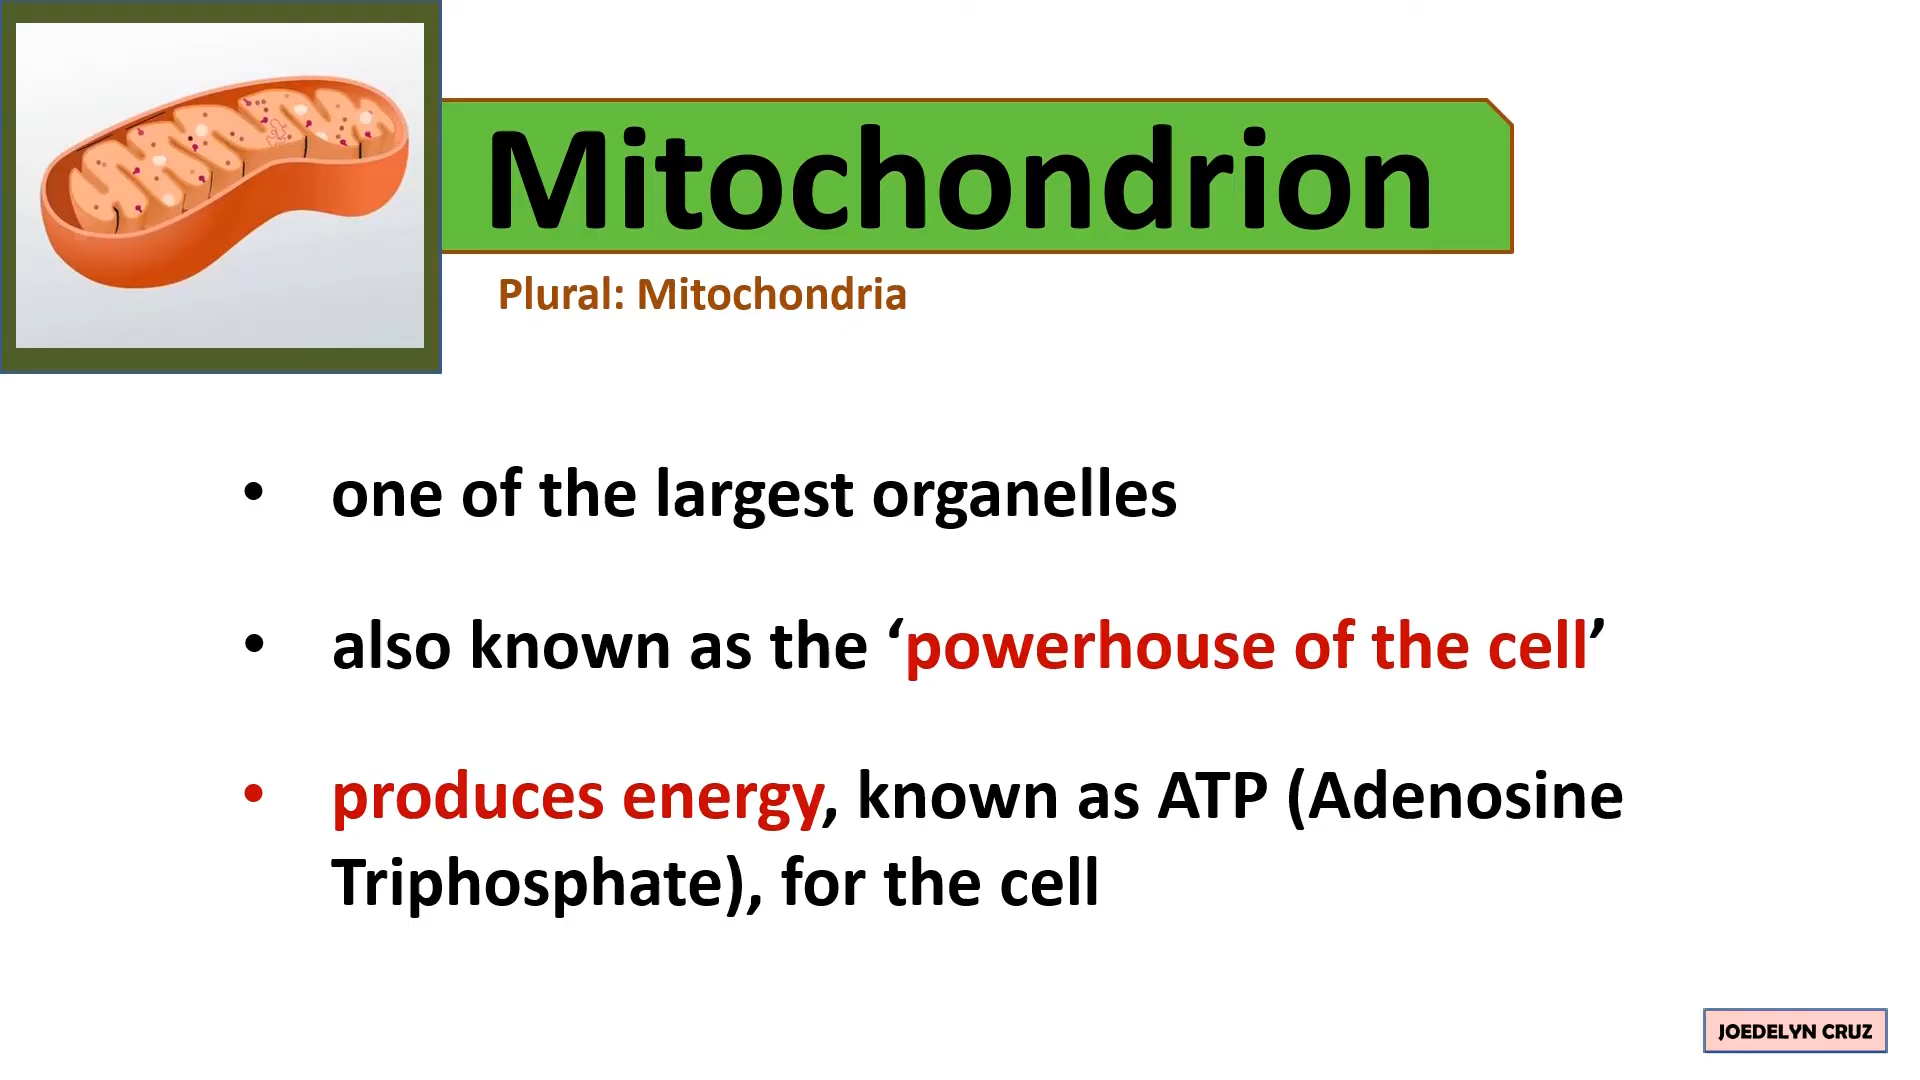 Mitochondrion
Plural: Mitochondria
• one of the largest organelles
• also known as the ‘powerhouse of the cell’
• produces energy, known as ATP (Adenosine
Triphosphate), for the cell
JOEDELYN CRUZ